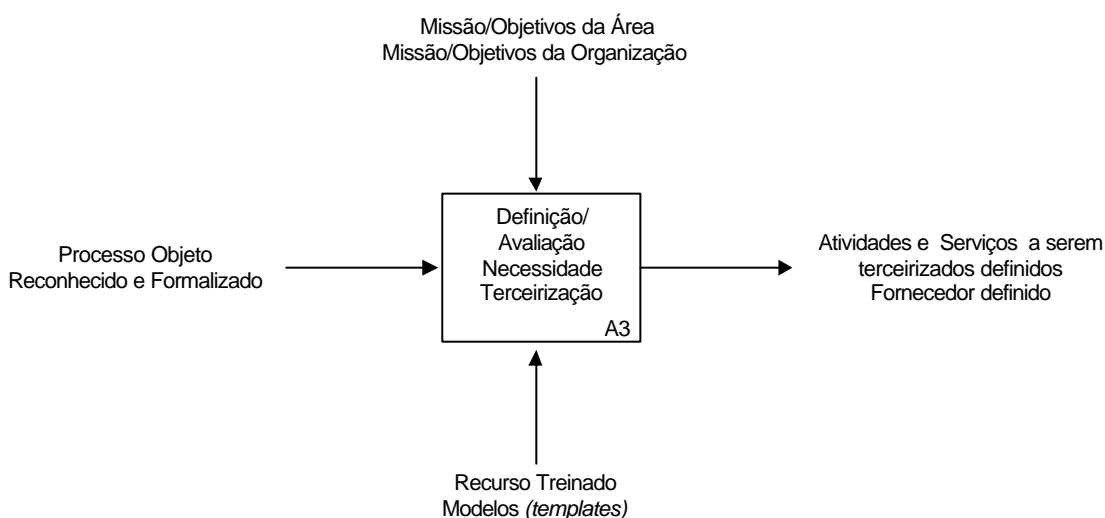 Missão/Objetivos da Área
Missão/Objetivos da Organização
Definição/
Avaliação
Necessidade
Terceirização
A3
Processo Objeto
Reconhecido e Formalizado
Atividades e Serviços a serem
terceirizados definidos
Fornecedor definido
Recurso Treinado
Modelos (templates)